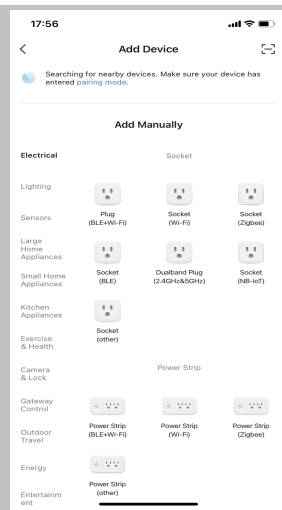 17:56
Add Device
Searching for nearby devices. Make sure your device has
entered pairing mode.
Add Manually
Electrical
Lighting
Sensors
Large
Home
Appliances
Small Home
Appliances
Kitchen
Appliances
Exercise
& Health
Camera
& Lock
Gateway
Control
Outdoor
Travel
Energy
Entertainm
ent
Socket
Plug
(BLE+Wi-Fi)
Socket
(Wi-Fi)
Socket
(Zigbee)
Socket
(BLE)
Dualband Plug
(2.4GHz&5GHz)
Socket
(NB-IoT)
Socket
(other)
Power Strip
Power Strip
(BLE+Wi-Fi)
Power Strip
(Wi-Fi)
Power Strip
(Zigbee)
Power Strip
(other)